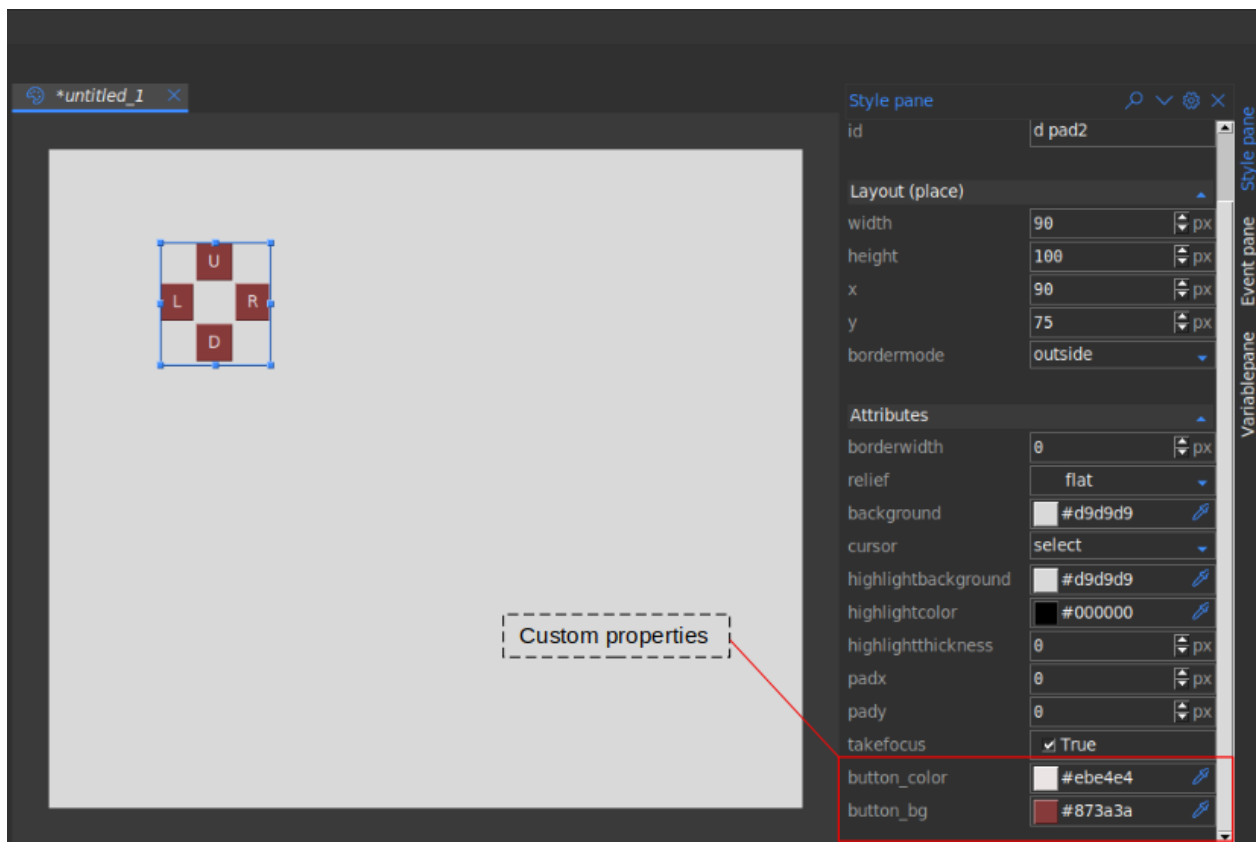 *untitled_1
Style pane
id d pad2
Layout (place)
width 90 px
height 100 px
x 90 px
y 75 px
bordermode outside
Attributes
borderwidth 0 px
relief flat
background #d9d9d9
cursor select
highlightbackground #d9d9d9
highlightcolor #000000
highlightthickness 0 px
padx 0 px
pady 0 px
takefocus True
button_color #ebe4e4
button_bg #873a3a
U
L R
D
Custom properties
Style pane
Event pane
Variablepane